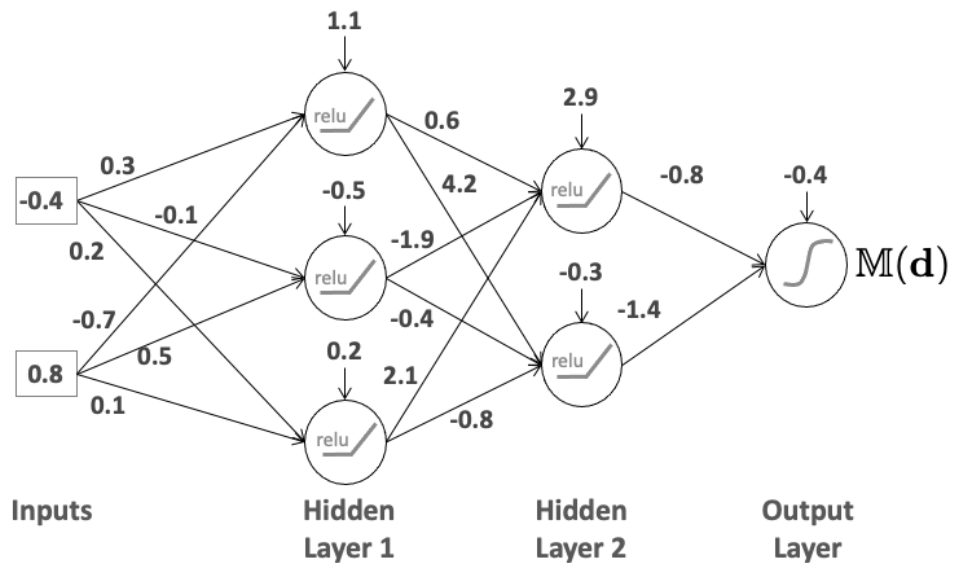 1.1
relu
2.9
0.6
0.3
4.2
-0.5
relu
-0.8
-0.4
-0.4
-0.1
0.2
relu
-1.9
-0.3
𝕄(𝐝)
-0.7
-0.4
-1.4
0.5
0.2
0.8
2.1
relu
0.1
-0.8
relu
Inputs
Hidden
Layer 1
Hidden
Layer 2
Output
Layer